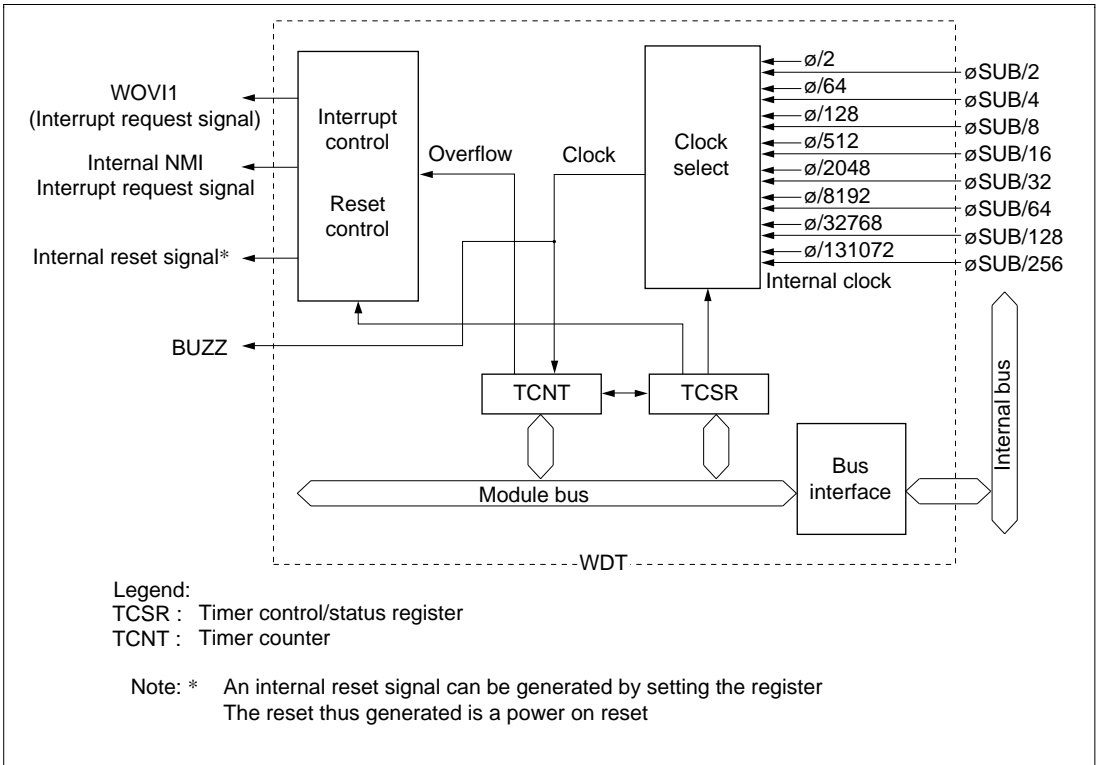 WOVI1
(Interrupt request signal)
Internal NMI
Interrupt request signal
Internal reset signal*
BUZZ
Interrupt
control
Reset
control
Overflow
Clock
Clock
select
ø/2
ø/64
ø/128
ø/512
ø/2048
ø/8192
ø/32768
ø/131072
Internal clock
øSUB/2
øSUB/4
øSUB/8
øSUB/16
øSUB/32
øSUB/64
øSUB/128
øSUB/256
TCNT
TCSR
Module bus
Bus
interface
Internal bus
WDT
Legend:
TCSR : Timer control/status register
TCNT : Timer counter
Note: * An internal reset signal can be generated by setting the register
The reset thus generated is a power on reset